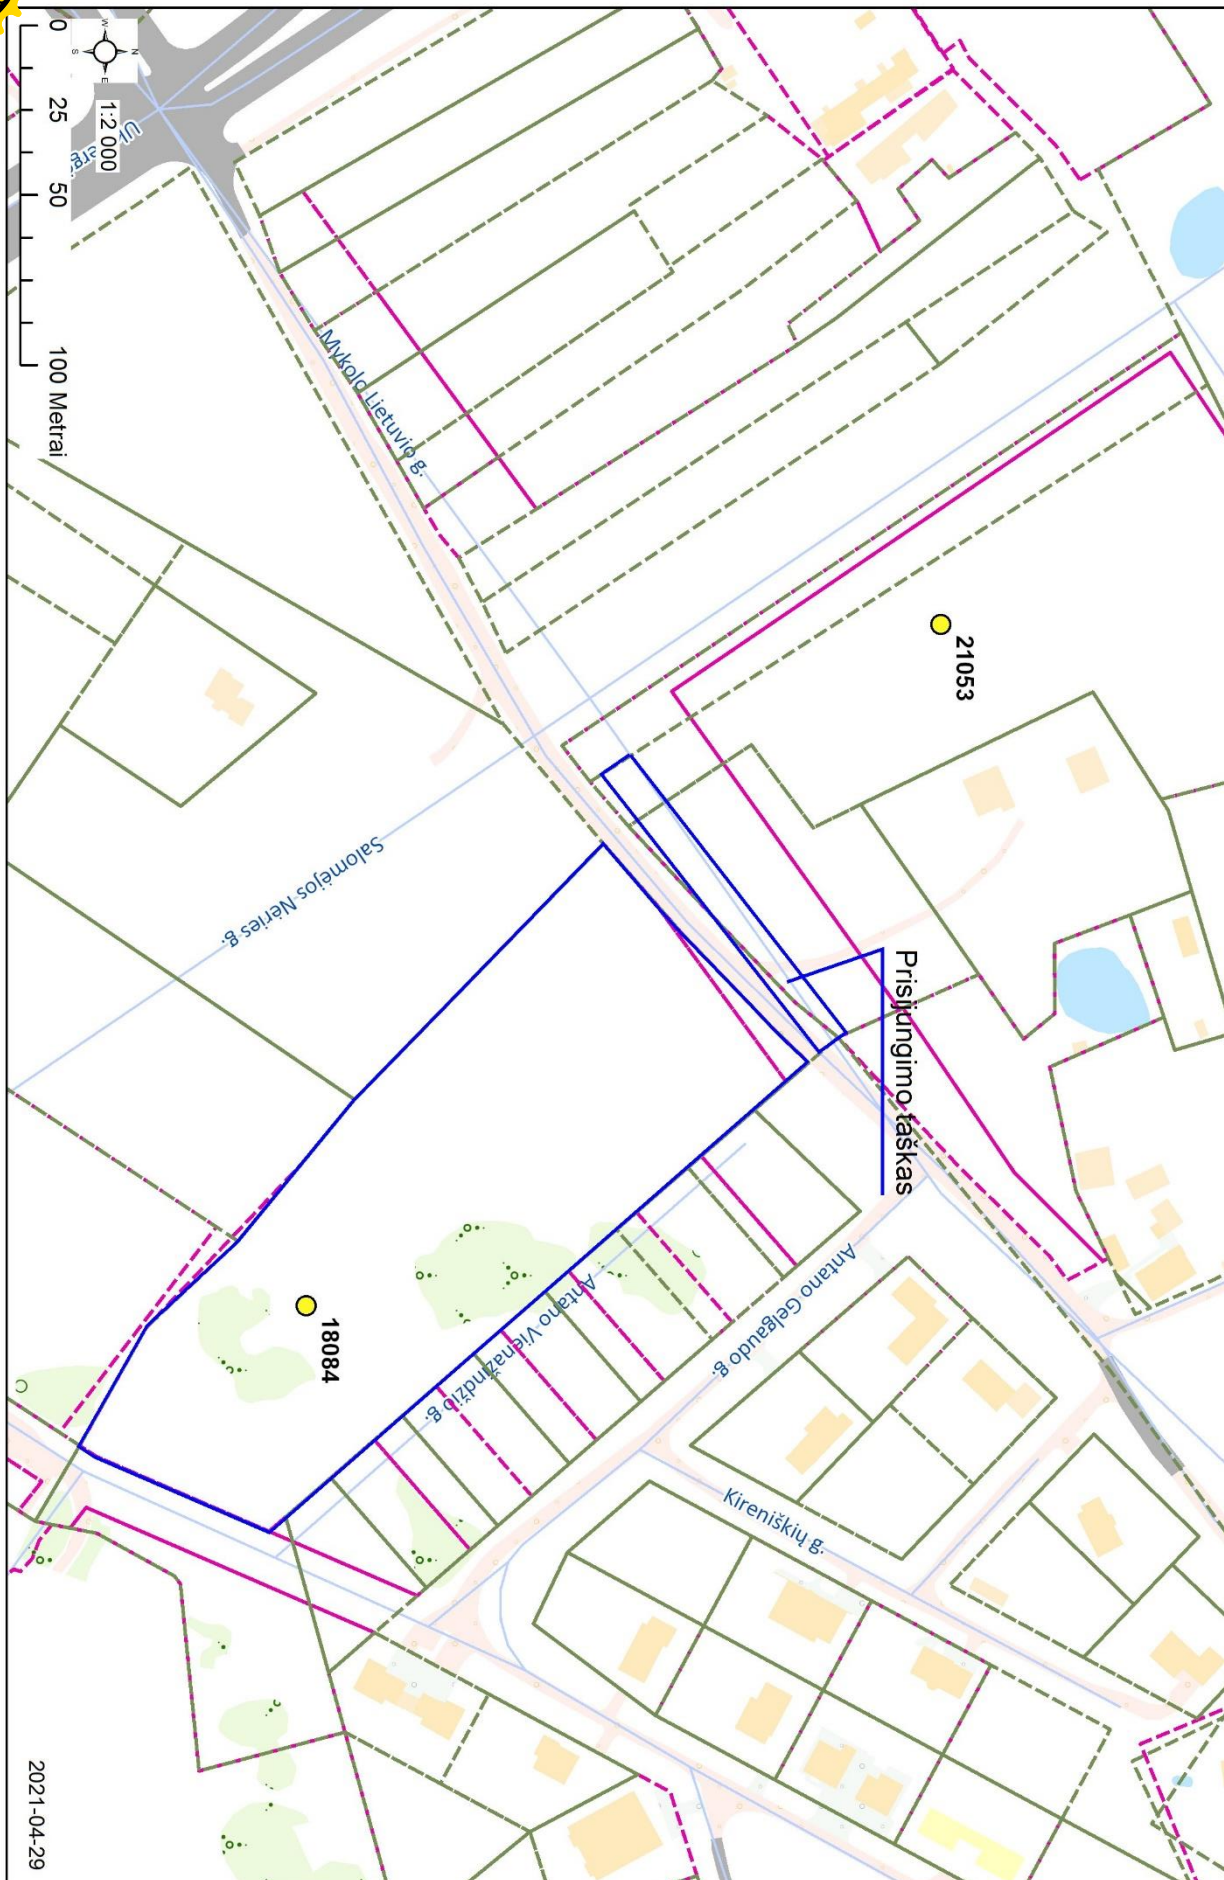 0
25
50
100 Metrai
N
W
E
S
1:2 000
Mykolo Lietuvio g.
21053
Salomėjos Nėries g.
Prisijungimo taškas
Antano Gelgaudo g.
Antano Vienažindžio g.
18084
Kireniškių g.
2021-04-29